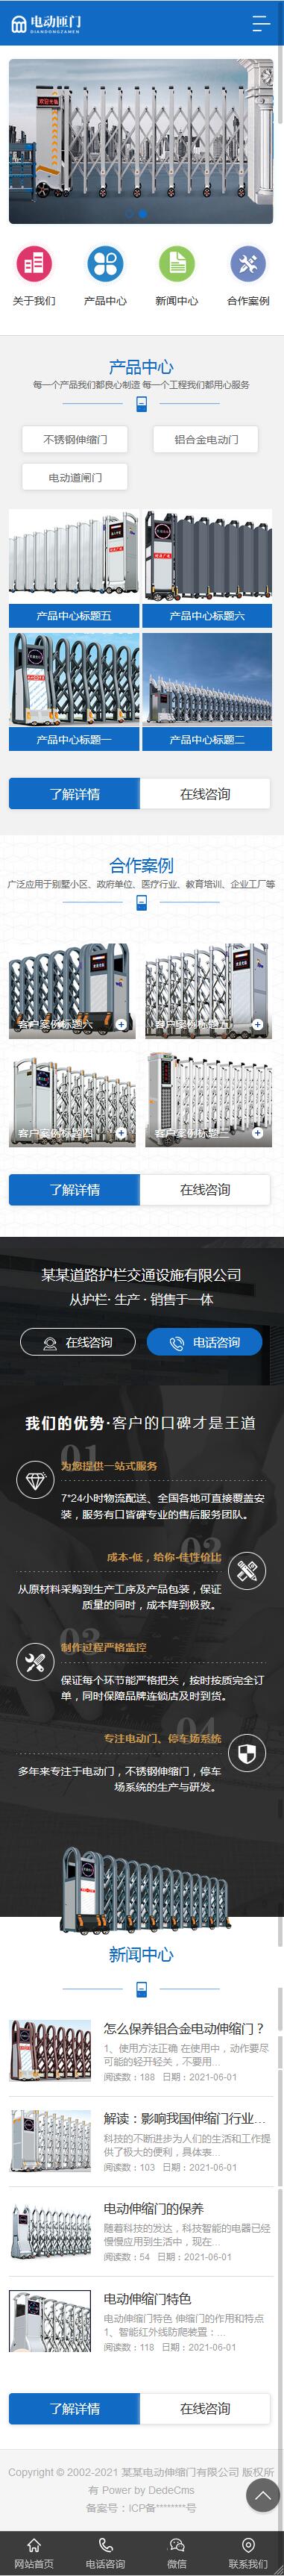 电动匝门
DIANDONGZAMEN
关于我们
产品中心
新闻中心
合作案例
产品中心
每一个产品我们都良心制造 每一个工程我们都用心服务
不锈钢伸缩门
铝合金电动门
电动道闸门
产品中心标题五
产品中心标题六
产品中心标题一
产品中心标题二
了解详情
在线咨询
合作案例
广泛应用于别墅小区、政府单位、医疗行业、教育培训、企业工厂等
客户案例标题六
客户案例标题五
客户案例标题四
客户案例标题三
了解详情
在线咨询
某某道路护栏交通设施有限公司
从护栏· 生产 · 销售于一体
在线咨询
电话咨询
我们的优势·客户的口碑才是王道
01
为您提供一站式服务
7*24小时物流配送、全国各地可直接覆盖安
装，服务有口皆碑专业的售后服务团队。
02
成本-低，给你-佳性价比
从原材料采购到生产工序及产品包装，保证
质量的同时，成本降到极致。
03
制作过程严格监控
保证每个环节能严格把关，按时按质完全订
单，同时保障品牌连锁店及时到货。
04
专注电动门、停车场系统
多年来专注于电动门，不锈钢伸缩门，停车
场系统的生产与研发。
新闻中心
怎么保养铝合金电动伸缩门？
1、使用方法正确 在使用中，动作要尽
可能的轻开轻关，不要用...
阅读数：188 日期：2021-06-01
解读：影响我国伸缩门行业...
科技的不断进步为人们的生活和工作提
供了极大的便利，具体表...
阅读数：103 日期：2021-06-01
电动伸缩门的保养
随着科技的发达，科技智能的电器已经
慢慢应用到生活中，现在...
阅读数：54 日期：2021-06-01
电动伸缩门特色
电动伸缩门特色 伸缩门的作用和特点
1、智能红外线防爬装置：...
阅读数：118 日期：2021-06-01
了解详情
在线咨询
Copyright © 2002-2021 某某电动伸缩门有限公司 版权所
有 Power by DedeCms
备案号：ICP备********号
网站首页
电话咨询
微信
联系我们